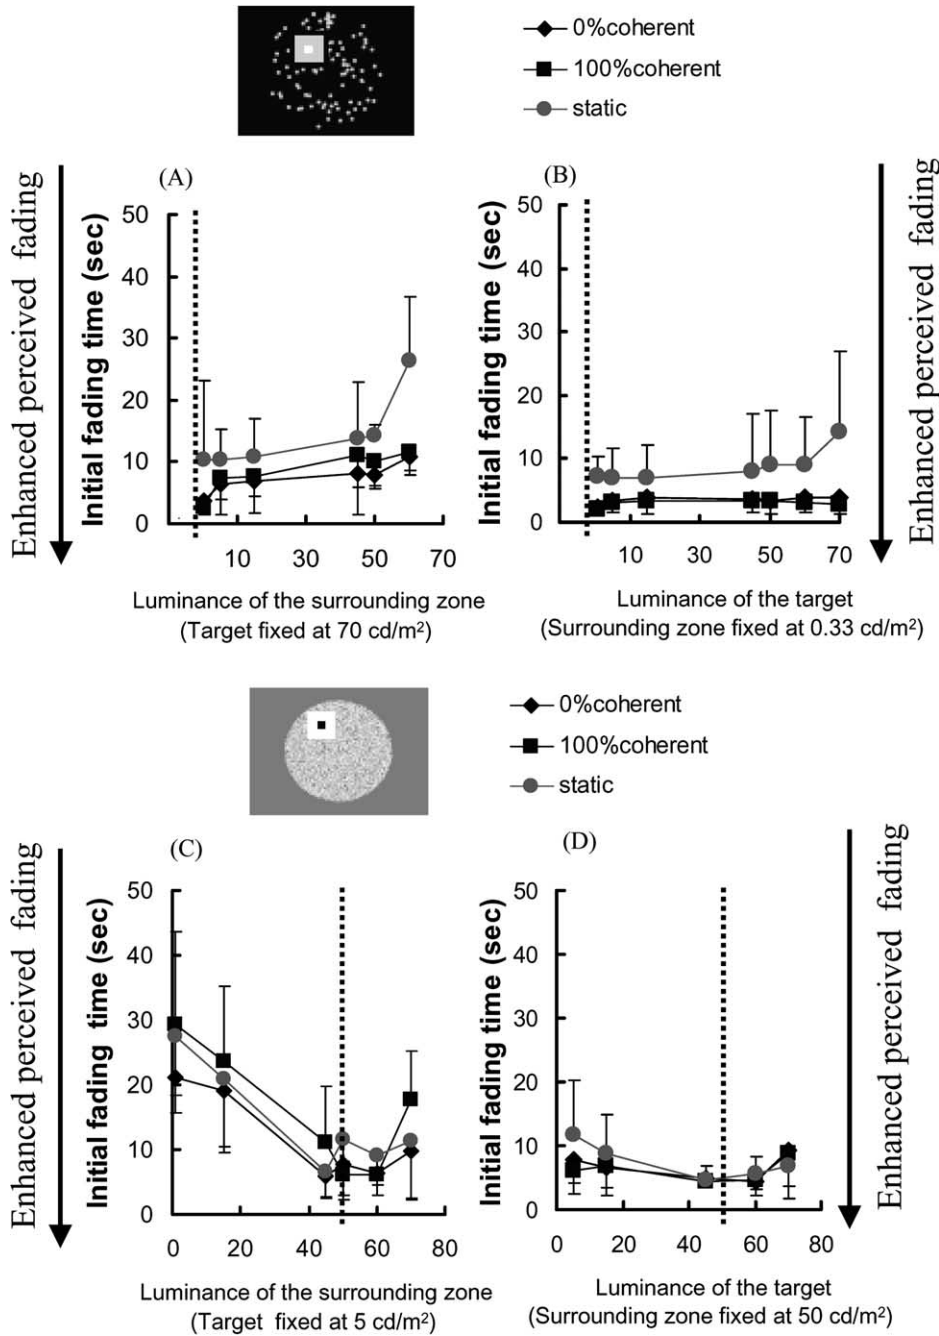 0%coherent
100%coherent
static
(A)
Enhanced perceived fading
Initial fading time (sec)
50
40
30
20
10
0
10
30
50
70
Luminance of the surrounding zone
(Target fixed at 70 cd/m²)
(B)
Initial fading time (sec)
50
40
30
20
10
0
10
30
50
70
Luminance of the target
(Surrounding zone fixed at 0.33 cd/m²)
Enhanced perceived fading
0%coherent
100%coherent
static
(C)
Enhanced perceived fading
Initial fading time (sec)
50
40
30
20
10
0
0
20
40
60
80
Luminance of the surrounding zone
(Target fixed at 5 cd/m²)
(D)
Initial fading time (sec)
50
40
30
20
10
0
0
20
40
60
80
Luminance of the target
(Surrounding zone fixed at 50 cd/m²)
Enhanced perceived fading